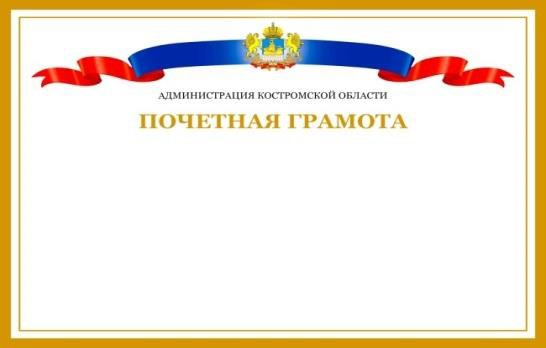 АДМИНИСТРАЦИЯ КОСТРОМСКОЙ ОБЛАСТИ
ПОЧЕТНАЯ ГРАМОТА